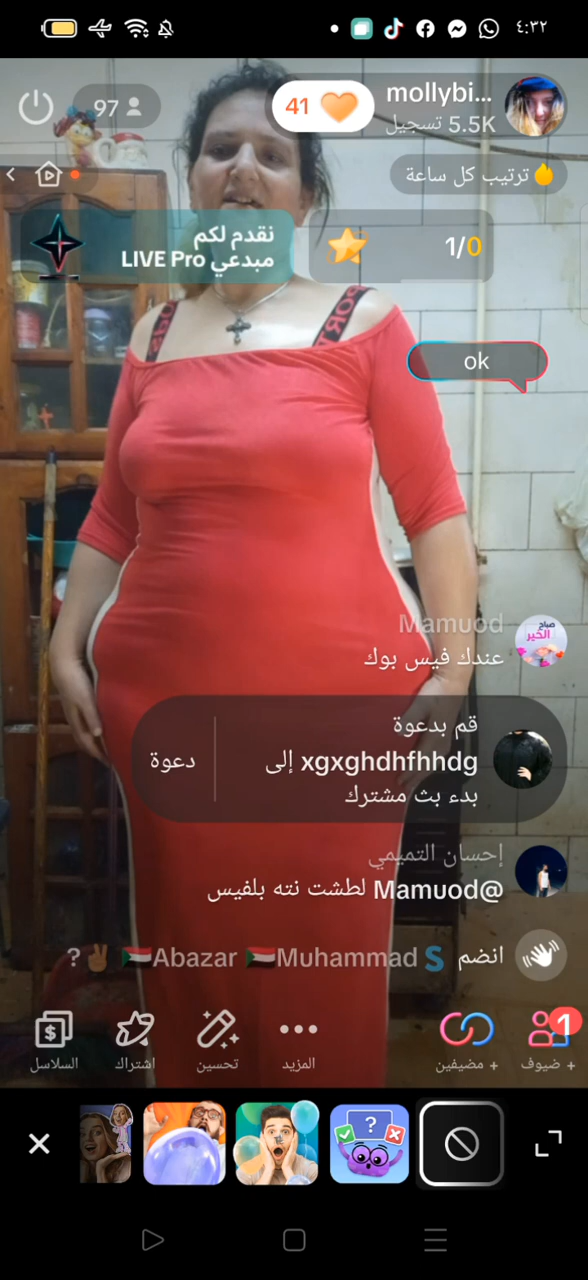 ٤:٣٢
mollybi...
5.5K تسجيل
41
97
ترتيب كل ساعة
نقدم لكم
مبدعي LIVE Pro
1/0
ok
Mamuod
صباح
الخير
عندك فيس بوك
قم بدعوة
xgxghdhfhhdg إلى
بدء بث مشترك
دعوة
إحسان التميمي
@Mamuod لطشت نته بلفيس
انضم S Muhammad🇸🇩 Abazar🇸🇩 ✌🏽?
1
+ ضيوف
+ مضيفين
المزيد
تحسين
اشتراك
السلاسل